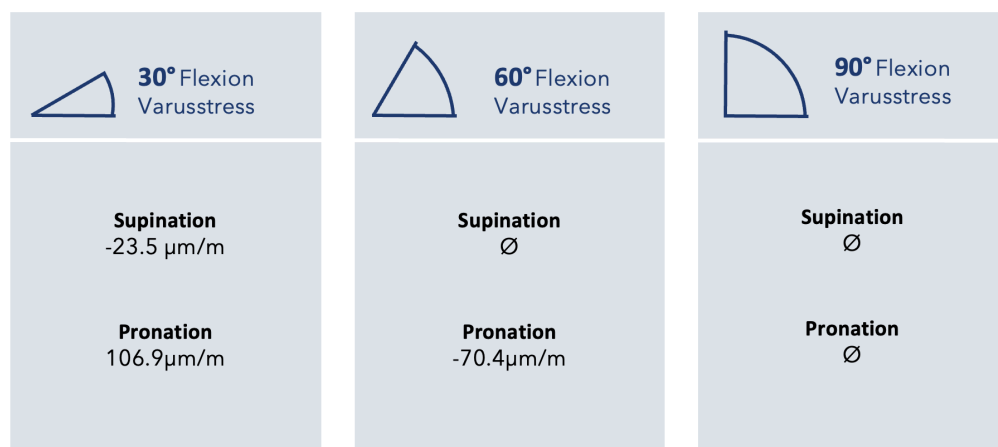 30° Flexion
Varusstress
Supination
-23.5 µm/m
Pronation
106.9µm/m
60° Flexion
Varusstress
Supination
Ø
Pronation
-70.4µm/m
90° Flexion
Varusstress
Supination
Ø
Pronation
Ø